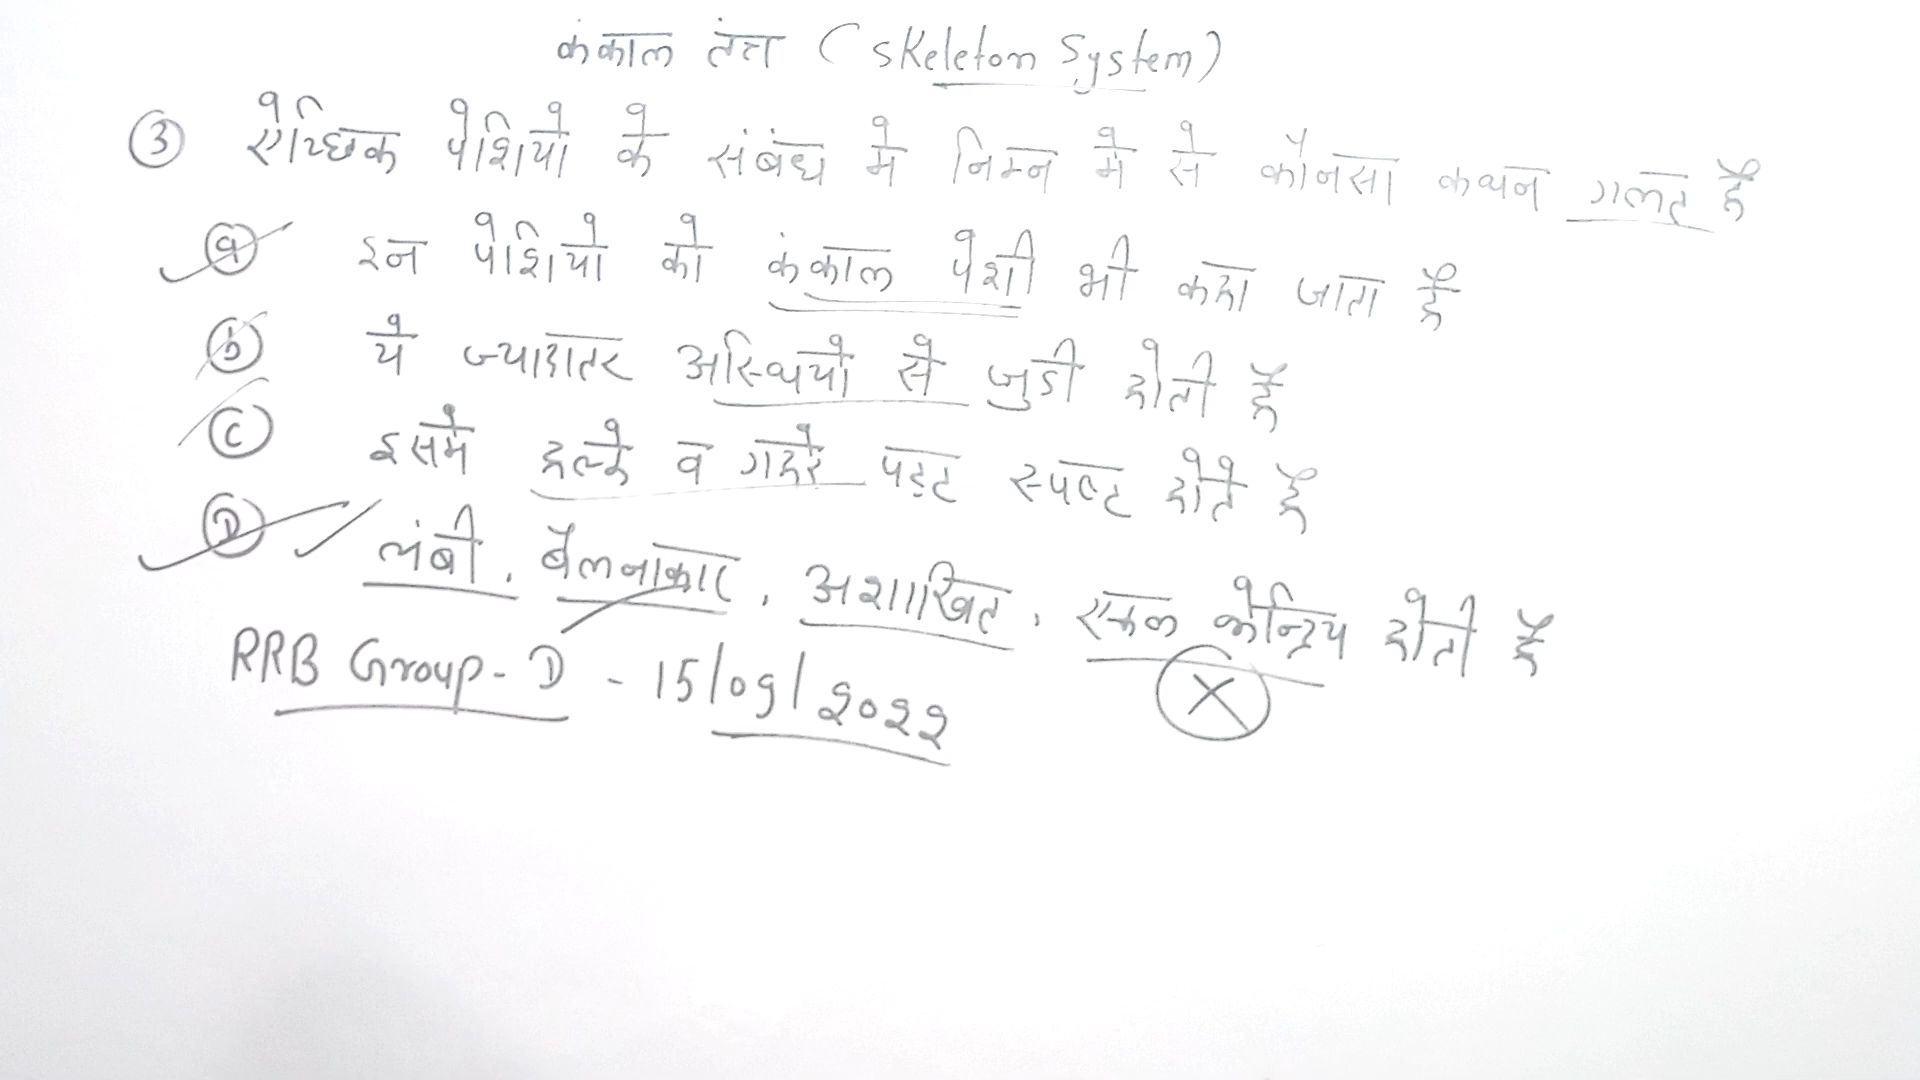 कंकाल तंत्र (Skeleton System)
③ ऐच्छिक पेशियो के संबंध मे निम्न मे से कौनसा कथन गलत है
ⓐ इन पेशियो को कंकाल पेशी भी कहा जाता है
ⓑ ये ज्यादातर अस्थियो से जुडी होती है
ⓒ इसमे हल्के व गहरे पट्ट स्पष्ट होते है
Ⓓ लंबी, बेलनाकार, अशाखित, एकल केन्द्रिय होती है
RRB Group-D - 15/09/२०२२